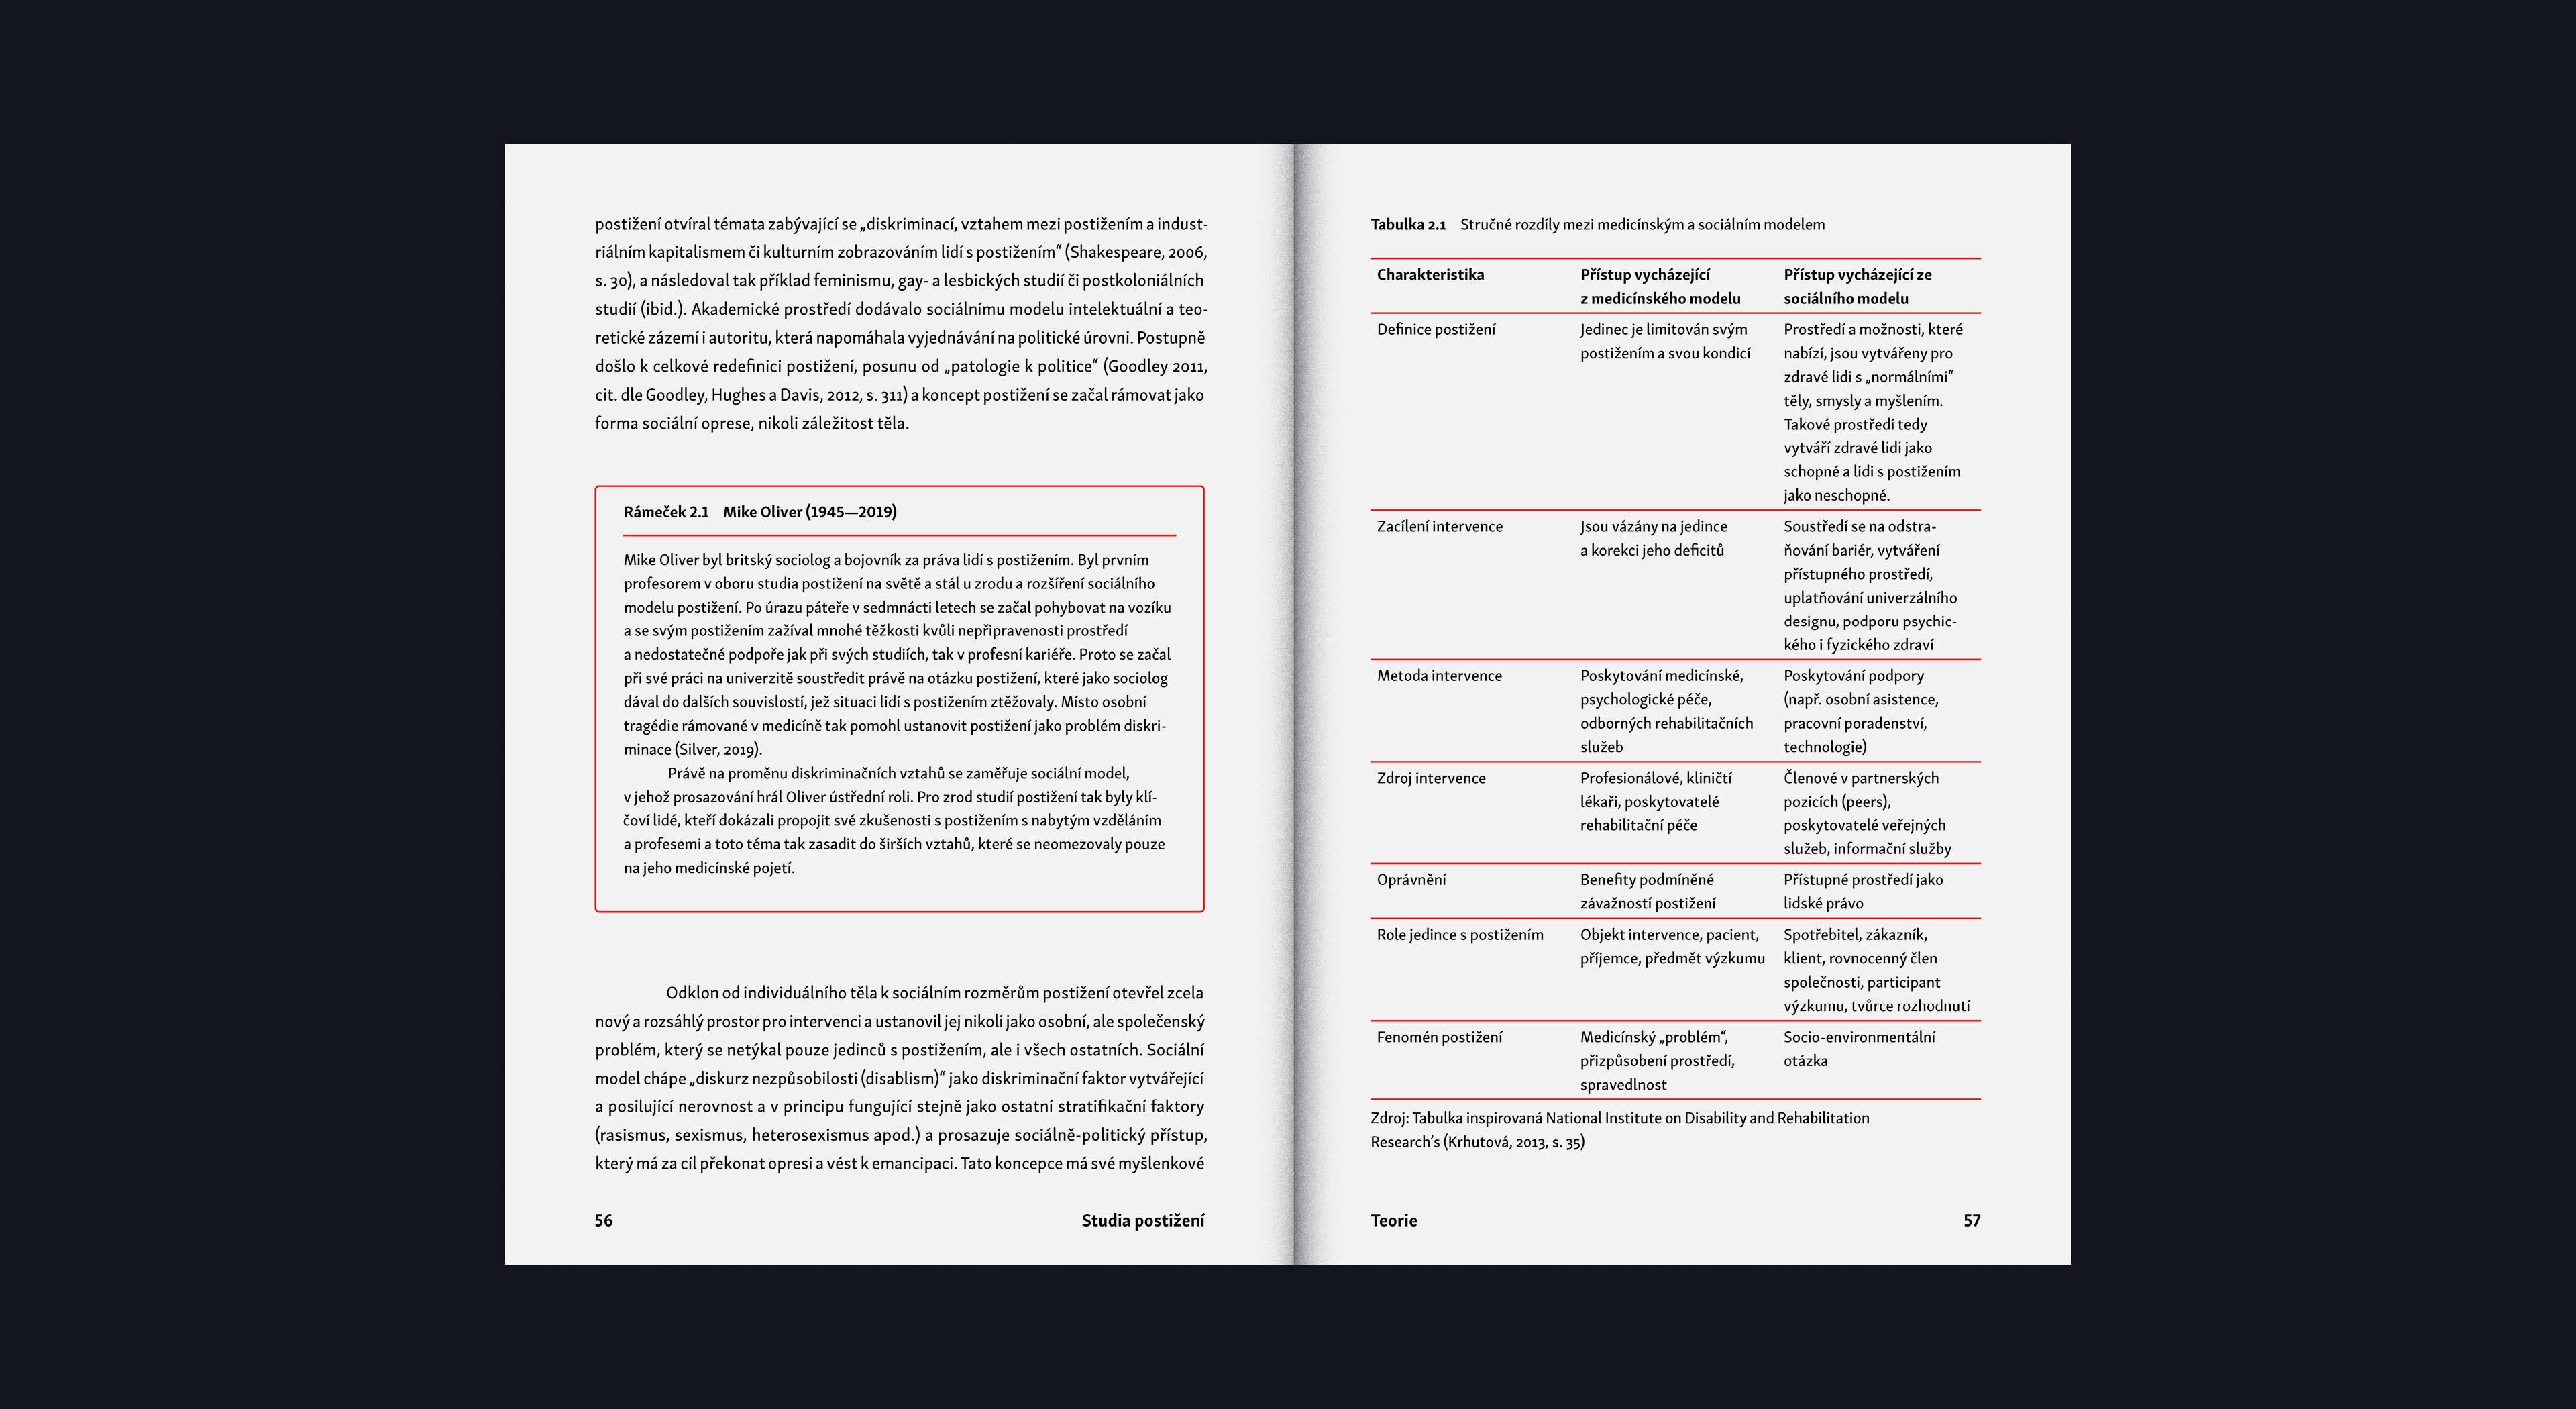 postižení otvíral témata zabývající se „diskriminací, vztahem mezi postižením a indust-
riálním kapitalismem či kulturním zobrazováním lidí s postižením“ (Shakespeare, 2006,
s. 30), a následoval tak příklad feminismu, gay- a lesbických studií či postkoloniálních
studií (ibid.). Akademické prostředí dodávalo sociálnímu modelu intelektuální a teo-
retické zázemí i autoritu, která napomáhala vyjednávání na politické úrovni. Postupně
došlo k celkové redefinici postižení, posunu od „patologie k politice“ (Goodley 2011,
cit. dle Goodley, Hughes a Davis, 2012, s. 311) a koncept postižení se začal rámovat jako
forma sociální oprese, nikoli záležitost těla.
Rámeček 2.1 Mike Oliver (1945—2019)
Mike Oliver byl britský sociolog a bojovník za práva lidí s postižením. Byl prvním
profesorem v oboru studia postižení na světě a stál u zrodu a rozšíření sociálního
modelu postižení. Po úrazu páteře v sedmnácti letech se začal pohybovat na vozíku
a se svým postižením zažíval mnohé těžkosti kvůli nepřipravenosti prostředí
a nedostatečné podpoře jak při svých studiích, tak v profesní kariéře. Proto se začal
při své práci na univerzitě soustředit právě na otázku postižení, které jako sociolog
dával do dalších souvislostí, jež situaci lidí s postižením ztěžovaly. Místo osobní
tragédie rámované v medicíně tak pomohl ustanovit postižení jako problém diskri-
minace (Silver, 2019).
Právě na proměnu diskriminačních vztahů se zaměřuje sociální model,
v jehož prosazování hrál Oliver ústřední roli. Pro zrod studií postižení tak byly klí-
čoví lidé, kteří dokázali propojit své zkušenosti s postižením s nabytým vzděláním
a profesemi a toto téma tak zasadit do širších vztahů, které se neomezovaly pouze
na jeho medicínské pojetí.
Odklon od individuálního těla k sociálním rozměrům postižení otevřel zcela
nový a rozsáhlý prostor pro intervenci a ustanovil jej nikoli jako osobní, ale společenský
problém, který se netýkal pouze jedinců s postižením, ale i všech ostatních. Sociální
model chápe „diskurz nezpůsobilosti (disablism)“ jako diskriminační faktor vytvářející
a posilující nerovnost a v principu fungující stejně jako ostatní stratifikační faktory
(rasismus, sexismus, heterosexismus apod.) a prosazuje sociálně-politický přístup,
který má za cíl překonat opresi a vést k emancipaci. Tato koncepce má své myšlenkové
56 Studia postižení
Tabulka 2.1 Stručné rozdíly mezi medicínským a sociálním modelem
Charakteristika
Přístup vycházející
z medicínského modelu
Přístup vycházející ze
sociálního modelu
Definice postižení
Jedinec je limitován svým
postižením a svou kondicí
Prostředí a možnosti, které
nabízí, jsou vytvářeny pro
zdravé lidi s „normálními“
těly, smysly a myšlením.
Takové prostředí tedy
vytváří zdravé lidi jako
schopné a lidi s postižením
jako neschopné.
Zacílení intervence
Jsou vázány na jedince
a korekci jeho deficitů
Soustředí se na odstra-
ňování bariér, vytváření
přístupného prostředí,
uplatňování univerzálního
designu, podporu psychic-
kého i fyzického zdraví
Metoda intervence
Poskytování medicínské,
psychologické péče,
odborných rehabilitačních
služeb
Poskytování podpory
(např. osobní asistence,
pracovní poradenství,
technologie)
Zdroj intervence
Profesionálové, kliničtí
lékaři, poskytovatelé
rehabilitační péče
Členové v partnerských
pozicích (peers),
poskytovatelé veřejných
služeb, informační služby
Oprávnění
Benefity podmíněné
závažností postižení
Přístupné prostředí jako
lidské právo
Role jedince s postižením
Objekt intervence, pacient,
příjemce, předmět výzkumu
Spotřebitel, zákazník,
klient, rovnocenný člen
společnosti, participant
výzkumu, tvůrce rozhodnutí
Fenomén postižení
Medicínský „problém“,
přizpůsobení prostředí,
spravedlnost
Socio-environmentální
otázka
Zdroj: Tabulka inspirovaná National Institute on Disability and Rehabilitation
Research’s (Krhutová, 2013, s. 35)
Teorie 57